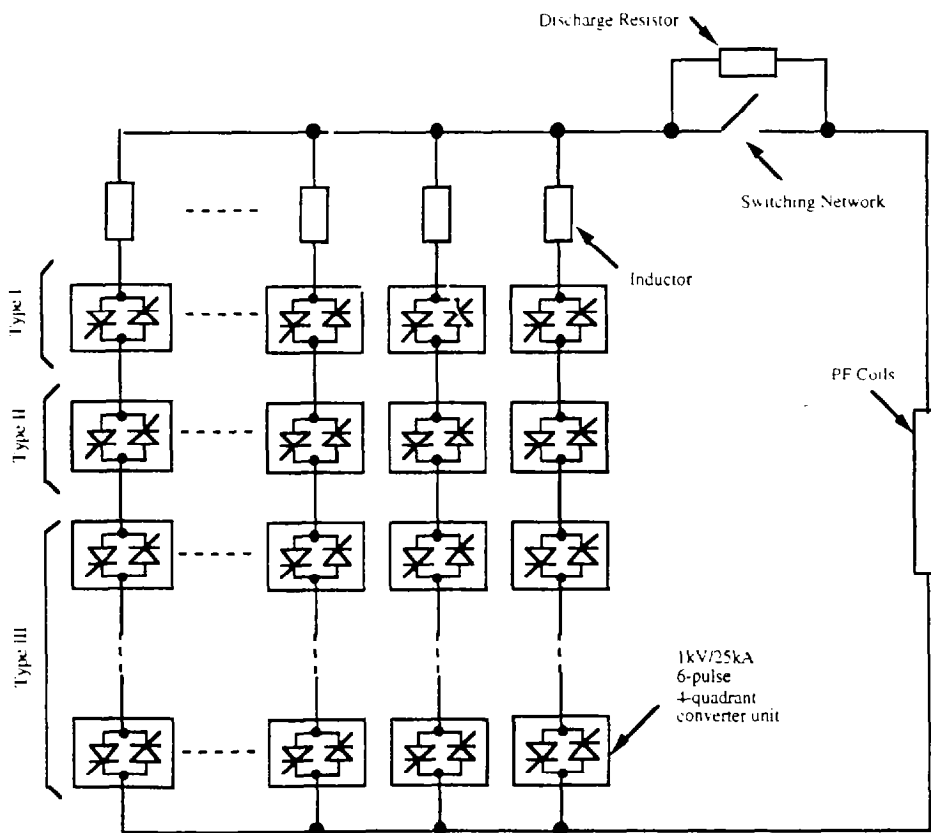 Discharge Resistor
Switching Network
Inductor
Type I
PF Coils
Type II
Type III
1kV/25kA
6-pulse
4-quadrant
converter unit